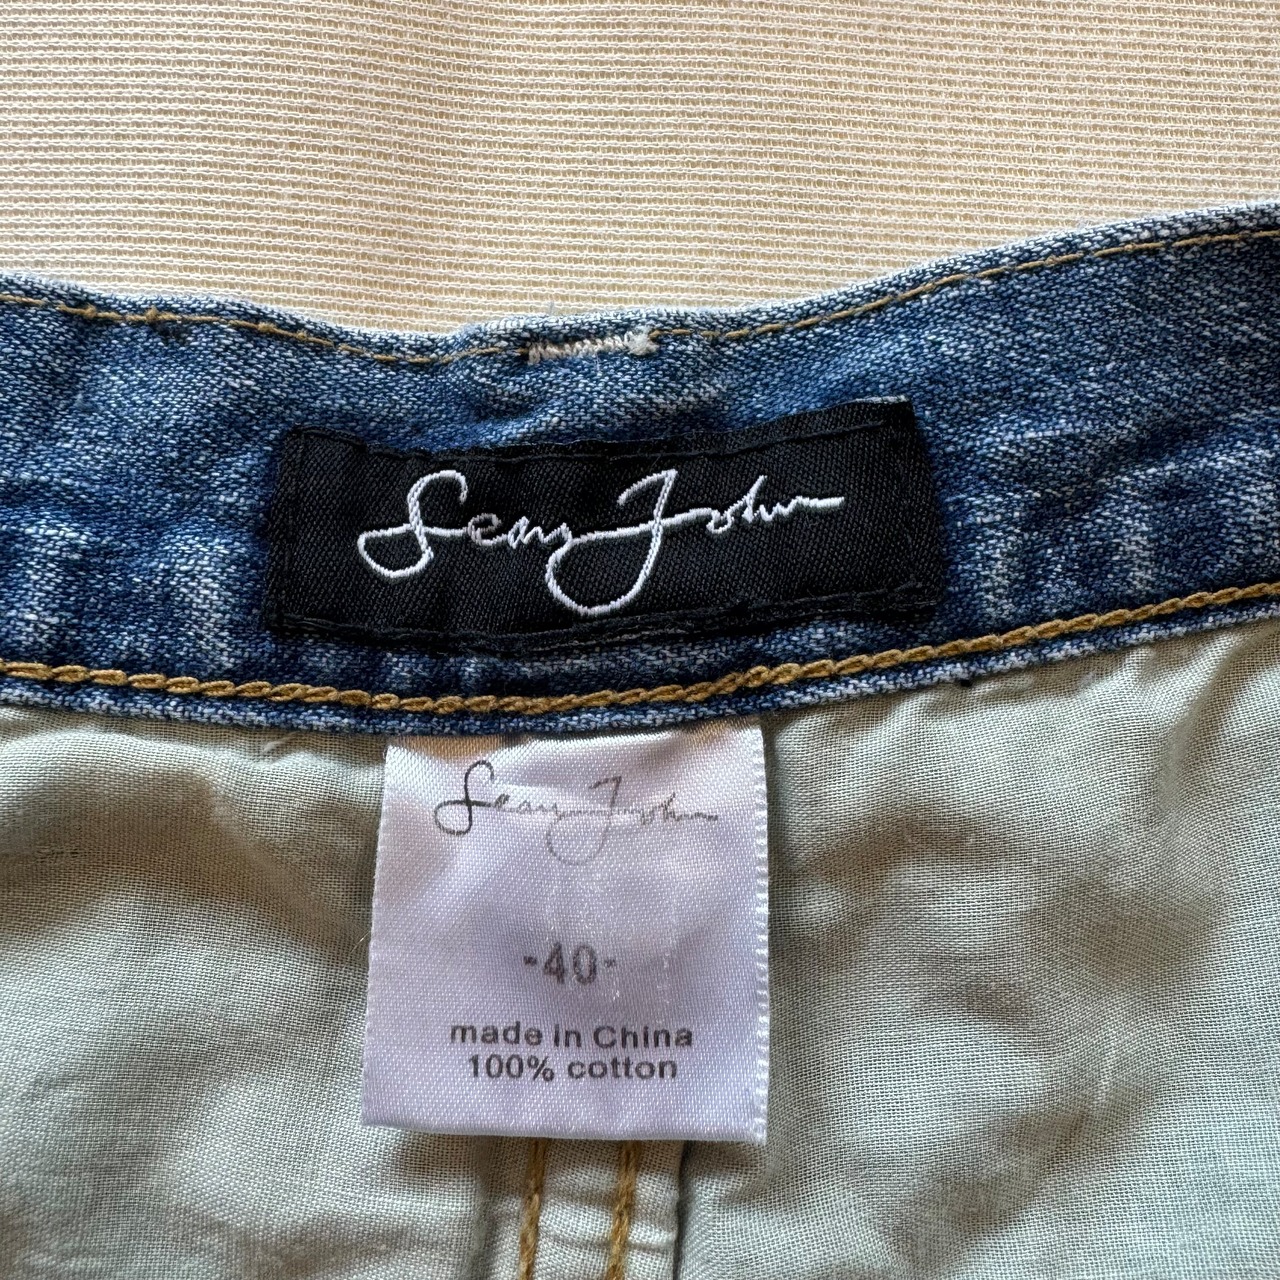 Sean John
Sean John
-40-
made in China
100% cotton